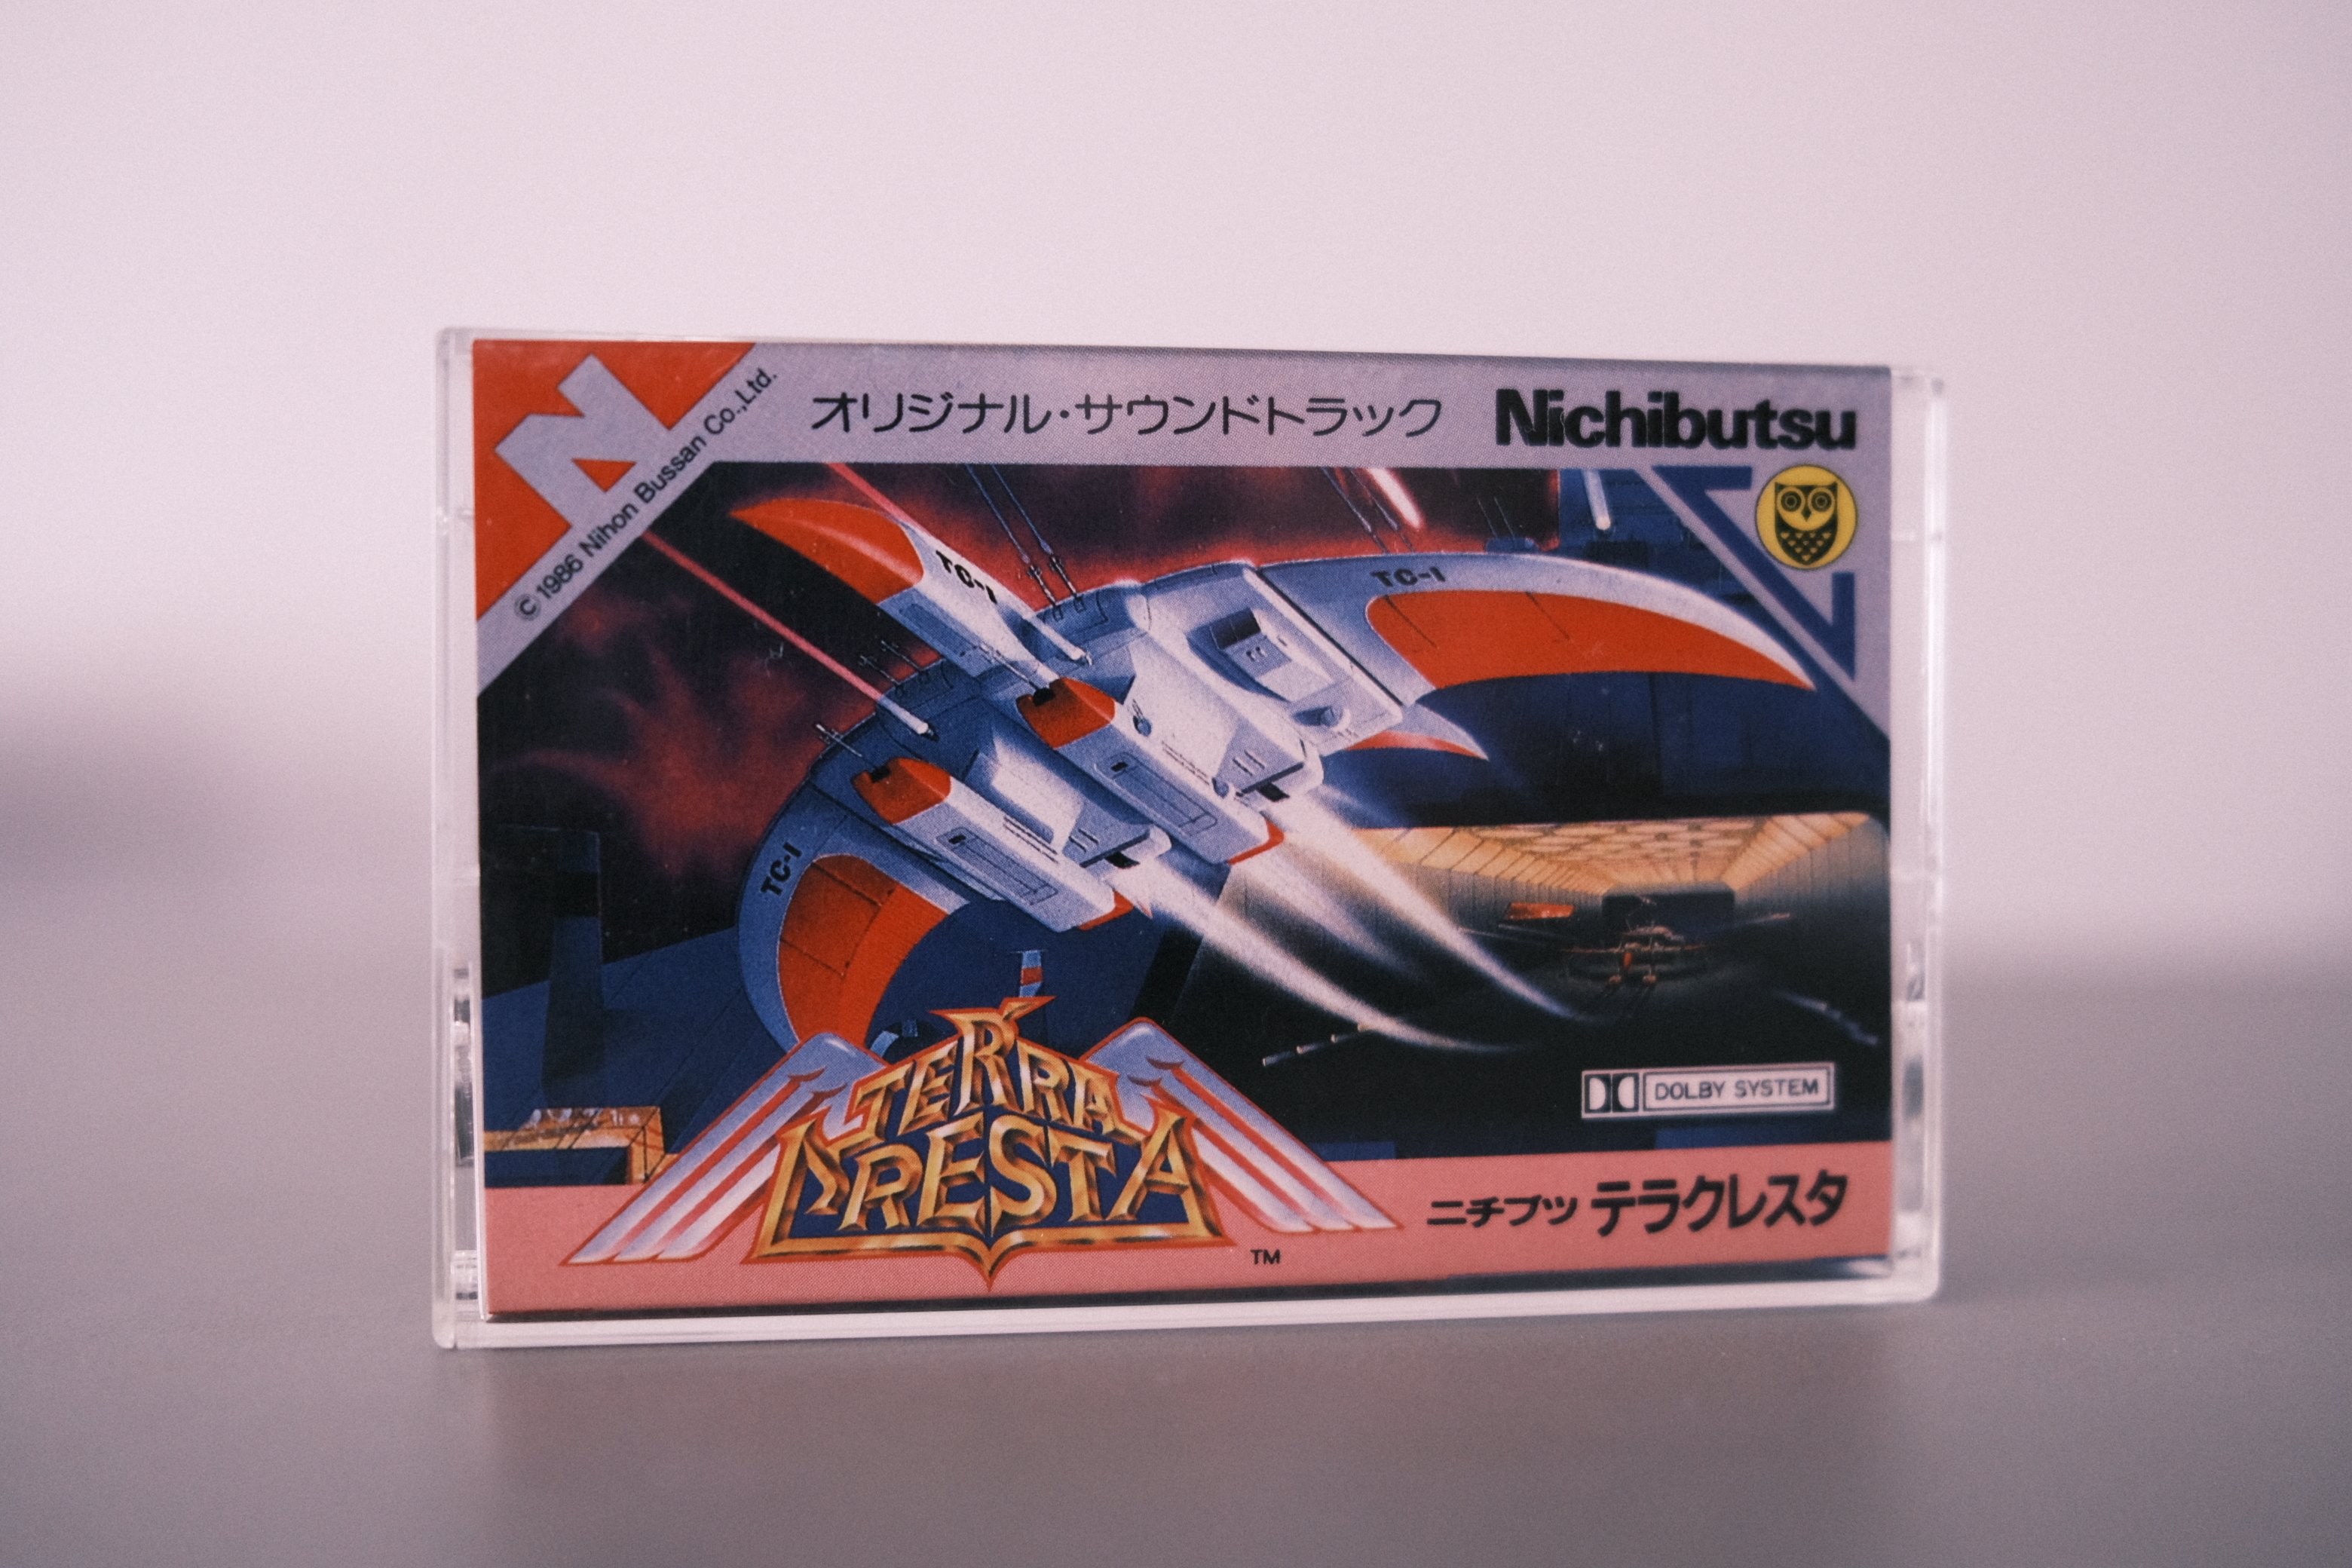 N
© 1986 Nihon Bussan Co.,Ltd.
オリジナル・サウンドトラック
Nichibutsu
TC-1
TC-1
TC-1
TERRA
CRESTA
TM
DOLBY SYSTEM
ニチブツ テラクレスタ